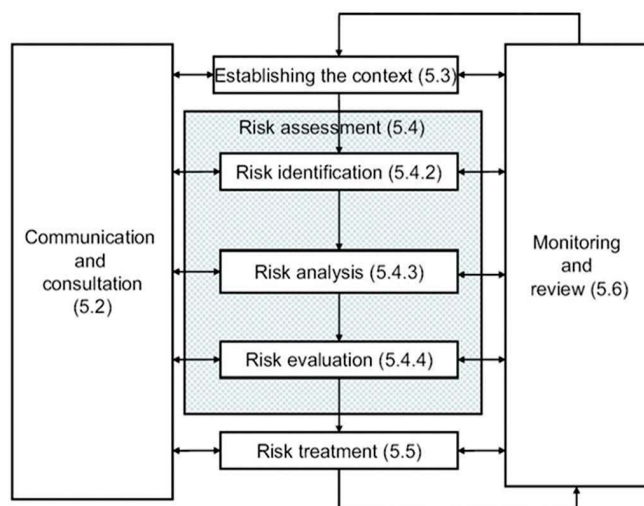 Establishing the context (5.3)
Risk assessment (5.4)
Risk identification (5.4.2)
Communication
and
consultation
(5.2)
Risk analysis (5.4.3)
Monitoring
and
review (5.6)
Risk evaluation (5.4.4)
Risk treatment (5.5)